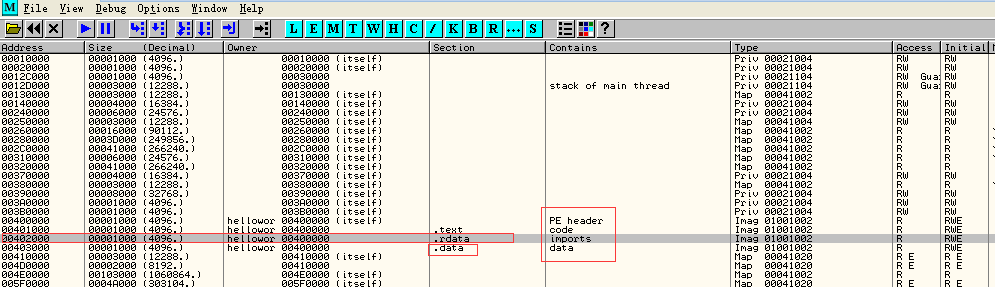 M File View Debug Options Window Help
L E M T W H C / K B R ... S ?
Address Size (Decimal) Owner Section Contains Type Access Initial
00010000 00001000 (4096.) 00010000 (itself) Priv 00021004 RW RW
00020000 00001000 (4096.) 00020000 (itself) Priv 00021004 RW RW
0012C000 00001000 (4096.) 00030000 Priv 00021104 RW Gua RW
0012D000 00003000 (12288.) stack of main thread Priv 00021104 RW Gua RW
00130000 00003000 (12288.) 00130000 (itself) Map 00041002 R R
00140000 00004000 (16384.) 00140000 (itself) Priv 00021004 RW RW
00240000 00006000 (24576.) 00240000 (itself) Priv 00021004 RW RW
00250000 00003000 (12288.) 00250000 (itself) Map 00041004 RW RW
00260000 00016000 (90112.) 00260000 (itself) Map 00041002 R R
00280000 0003D000 (249856.) 00280000 (itself) Map 00041002 R R
002C0000 00041000 (266240.) 002C0000 (itself) Map 00041002 R R
00310000 00006000 (24576.) 00310000 (itself) Map 00041002 R R
00320000 00041000 (266240.) 00320000 (itself) Map 00041002 R R
00370000 00004000 (16384.) 00370000 (itself) Priv 00021004 RW RW
00380000 00003000 (12288.) 00380000 (itself) Map 00041002 R R
00390000 00008000 (32768.) 00390000 (itself) Priv 00021004 RW RW
003A0000 00001000 (4096.) 003A0000 (itself) Priv 00021004 RW RW
003B0000 00001000 (4096.) 003B0000 (itself) Priv 00021004 RW RW
00400000 00001000 (4096.) hellowor 00400000 PE header Imag 01001002 R RWE
00401000 00001000 (4096.) hellowor 00400000 .text code Imag 01001002 R RWE
00402000 00001000 (4096.) hellowor 00400000 .rdata imports Imag 01001002 R RWE
00403000 00001000 (4096.) hellowor 00400000 .data data Imag 01001002 R RWE
00410000 00003000 (12288.) 00410000 (itself) Map 00041020 R E R E
004D0000 00002000 (8192.) 00410000 Map 00041020 R E R E
004E0000 00103000 (1060864.) 004E0000 (itself) Map 00041002 R R
005F0000 0004A000 (303104.) 005F0000 (itself) Map 00041020 R E R E